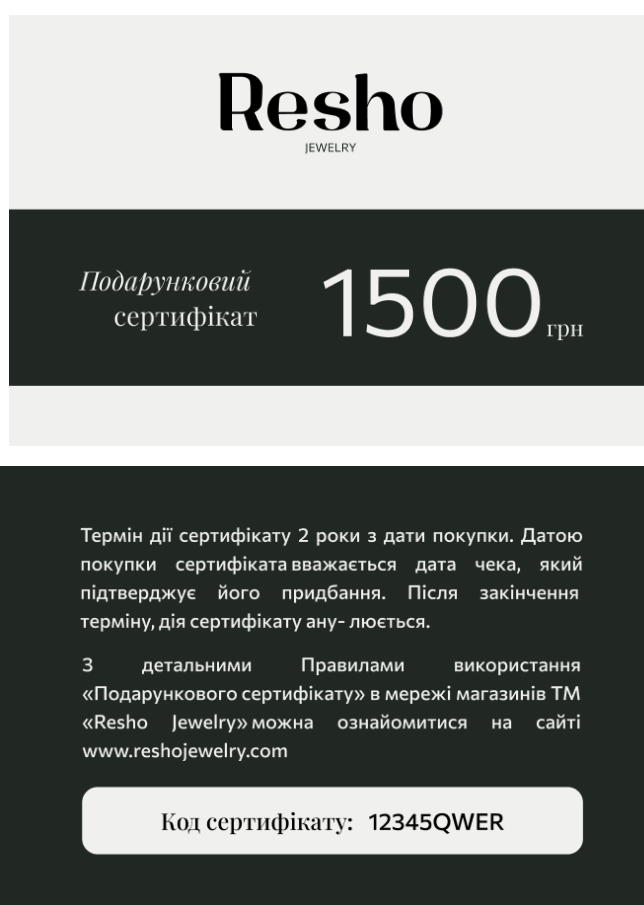 Resho
JEWELRY
Подарунковий
сертифікат
1500 грн
Термін дії сертифікату 2 роки з дати покупки. Датою
покупки сертифіката вважається дата чека, який
підтверджує його придбання. Після закінчення
терміну, дія сертифікату ану- люється.
З детальними Правилами використання
«Подарункового сертифікату» в мережі магазинів ТМ
«Resho Jewelry» можна ознайомитися на сайті
www.reshojewelry.com
Код сертифікату: 12345QWER